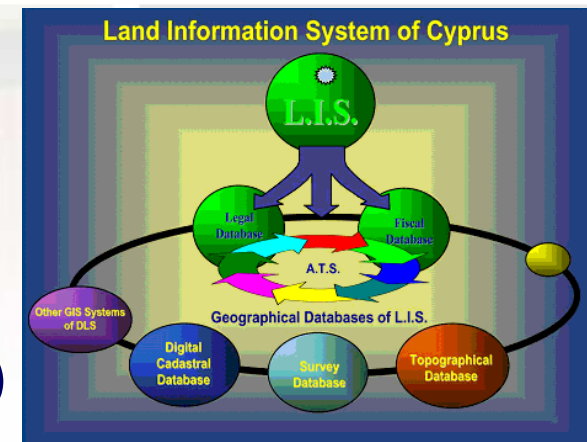 Land Information System of Cyprus
L.I.S.
Legal
Database
Fiscal
Database
A.T.S.
Geographical Databases of L.I.S.
Other GIS Systems
of DLS
Digital
Cadastral
Database
Survey
Database
Topographical
Database
)